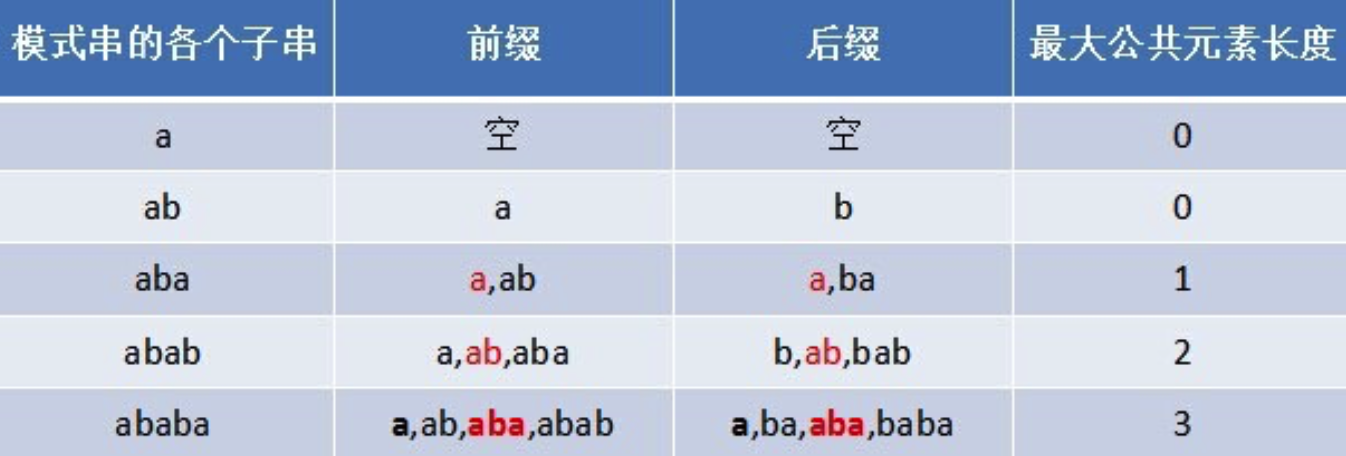 模式串的各个子串 前缀 后缀 最大公共元素长度
a 空 空 0
ab a b 0
aba a,ab a,ba 1
abab a,ab,aba b,ab,bab 2
ababa a,ab,aba,abab a,ba,aba,baba 3